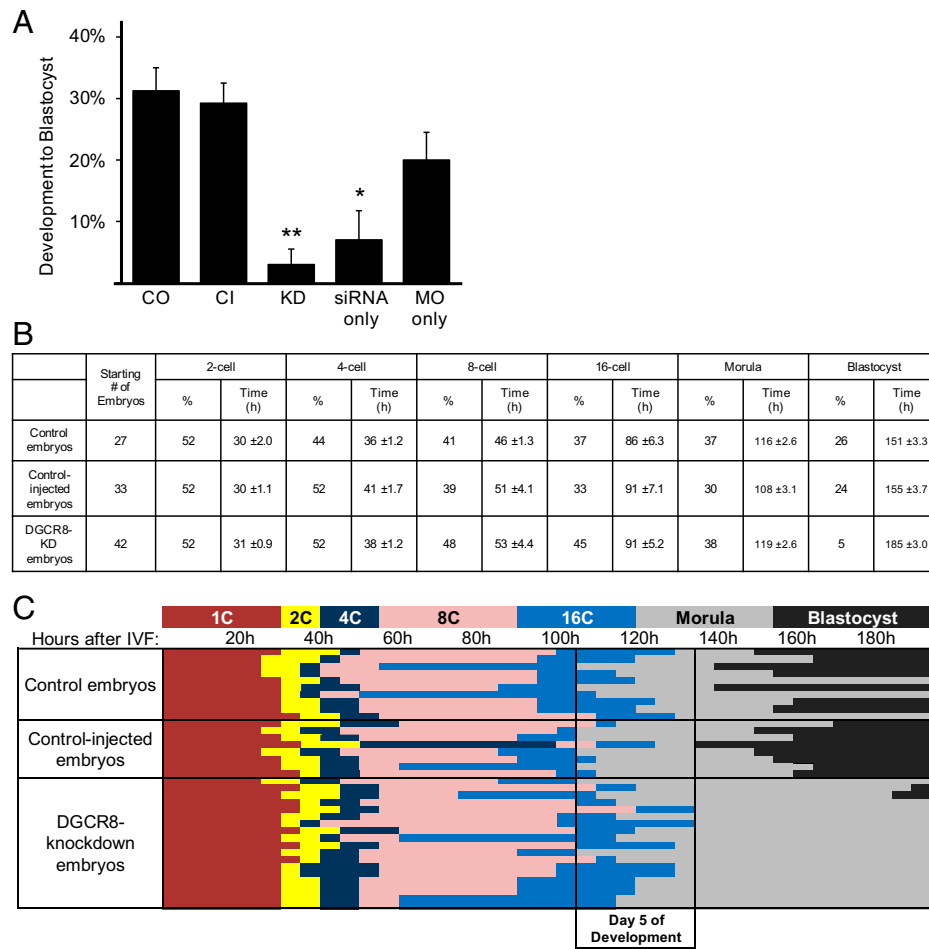 A
Development to Blastocyst
40%
30%
20%
10%
**
*
CO CI KD siRNA only MO only
B
Starting # of Embryos 2-cell 4-cell 8-cell 16-cell Morula Blastocyst
% Time (h) % Time (h) % Time (h) % Time (h) % Time (h) % Time (h)
Control embryos 27 52 30 ±2.0 44 36 ±1.2 41 46 ±1.3 37 86 ±6.3 37 116 ±2.6 26 151 ±3.3
Control-injected embryos 33 52 30 ±1.1 52 41 ±1.7 39 51 ±4.1 33 91 ±7.1 30 108 ±3.1 24 155 ±3.7
DGCR8-KD embryos 42 52 31 ±0.9 52 38 ±1.2 48 53 ±4.4 45 91 ±5.2 38 119 ±2.6 5 185 ±3.0
C
1C 2C 4C 8C 16C Morula Blastocyst
Hours after IVF: 20h 40h 60h 80h 100h 120h 140h 160h 180h
Control embryos
Control-injected
embryos
DGCR8-
knockdown
embryos
Day 5 of
Development